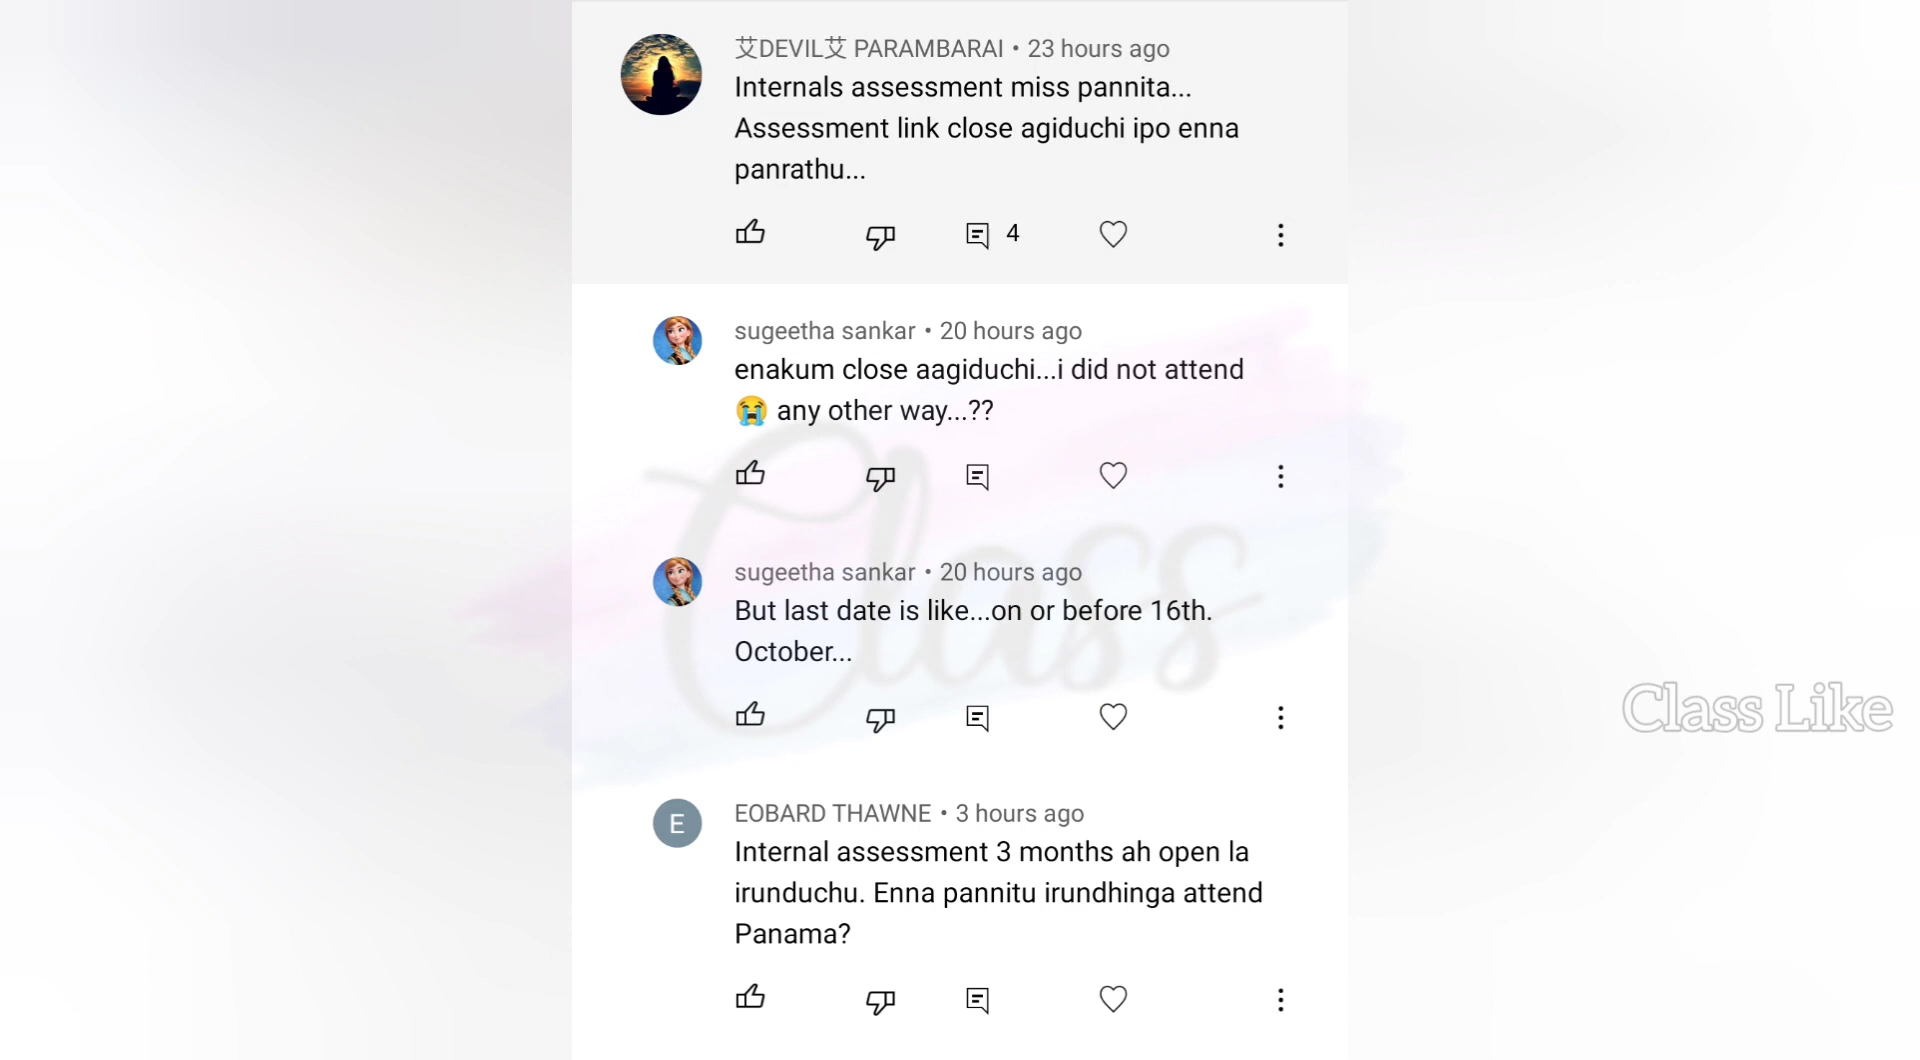 艾DEVIL艾 PARAMBARAI • 23 hours ago
Internals assessment miss pannita...
Assessment link close agiduchi ipo enna
panrathu...
4
sugeetha sankar • 20 hours ago
enakum close aagiduchi...i did not attend
😭 any other way...??
sugeetha sankar • 20 hours ago
But last date is like...on or before 16th.
October...
Class
Class Like
E
EOBARD THAWNE • 3 hours ago
Internal assessment 3 months ah open la
irunduchu. Enna pannitu irundhinga attend
Panama?